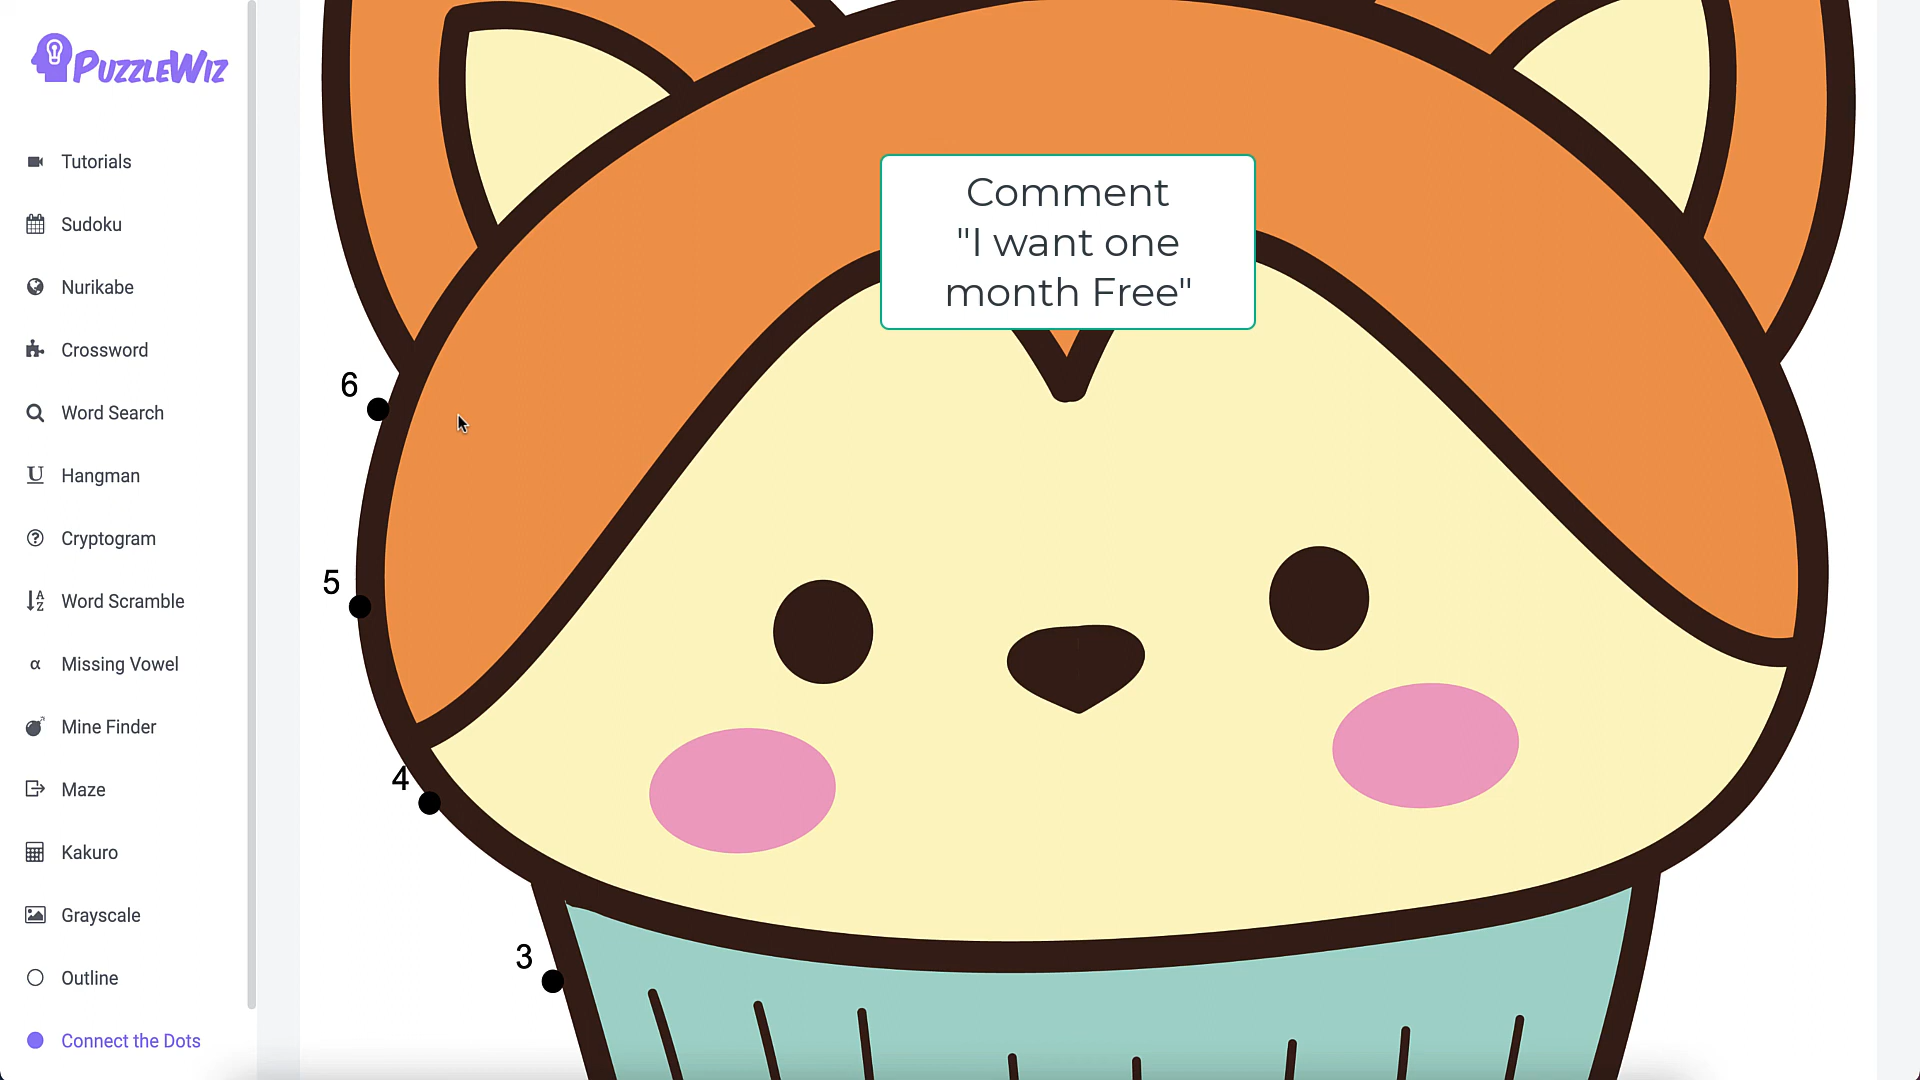 PUZZLEWIZ
Tutorials
Sudoku
Nurikabe
Crossword
Word Search
Hangman
Cryptogram
Word Scramble
Missing Vowel
Mine Finder
Maze
Kakuro
Grayscale
Outline
Connect the Dots
Comment
"I want one
month Free"
6
5
4
3